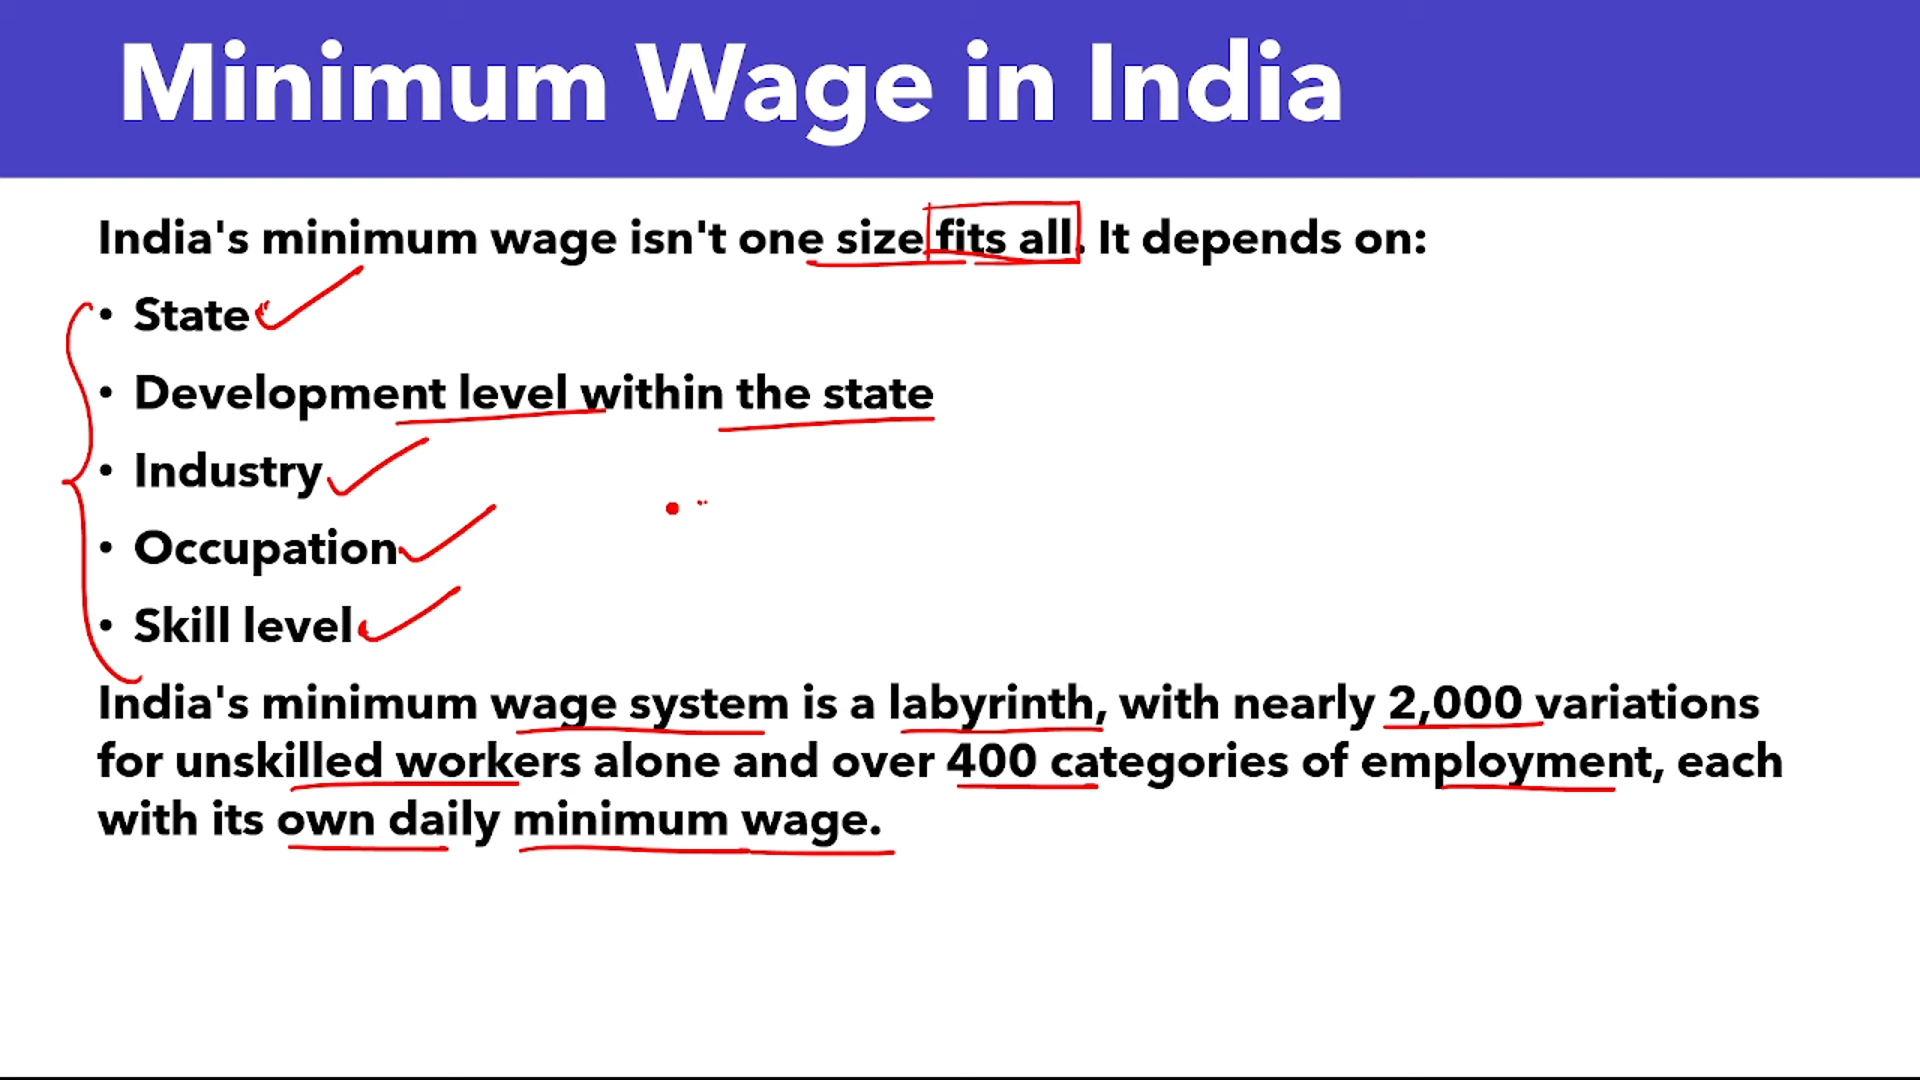 Minimum Wage in India
India's minimum wage isn't one size fits all. It depends on:
• State
• Development level within the state
• Industry
• Occupation
• Skill level
India's minimum wage system is a labyrinth, with nearly 2,000 variations
for unskilled workers alone and over 400 categories of employment, each
with its own daily minimum wage.